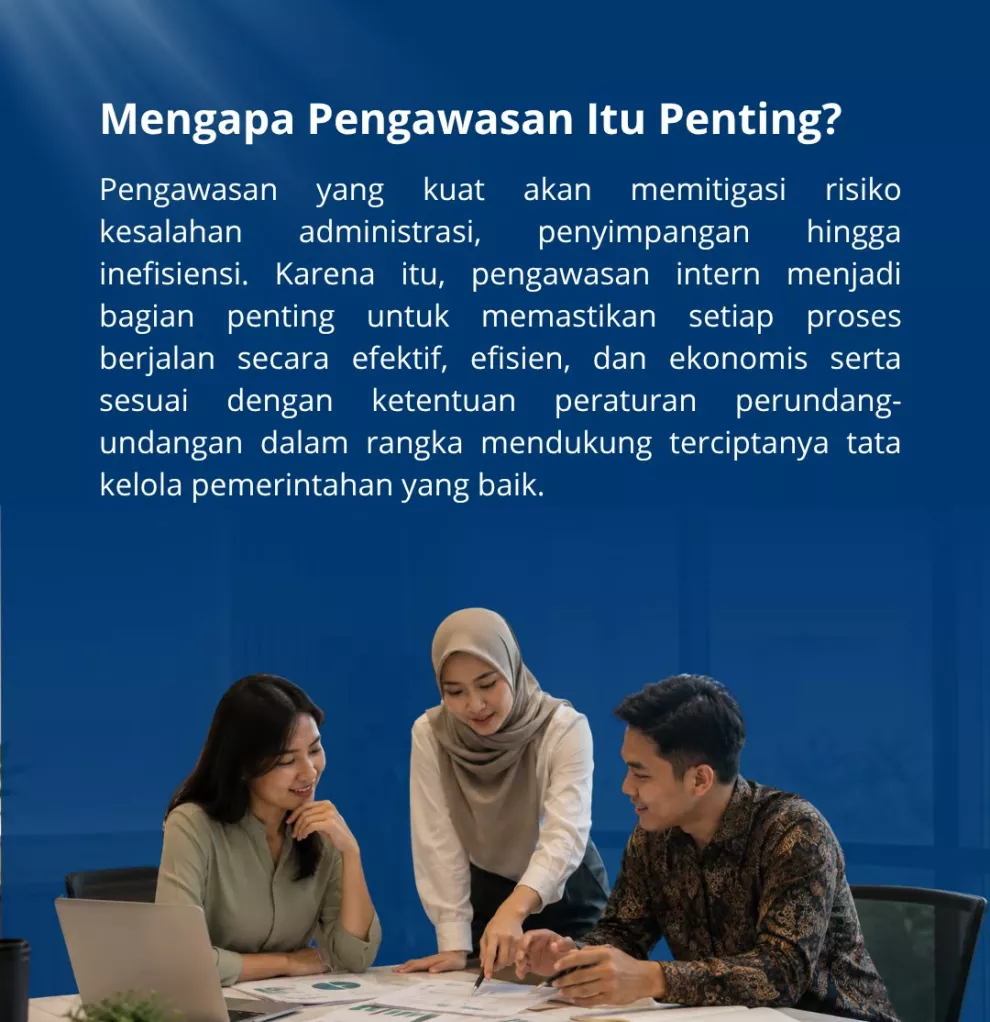 Mengapa Pengawasan Itu Penting?
Pengawasan yang kuat akan memitigasi risiko
kesalahan administrasi, penyimpangan hingga
inefisiensi. Karena itu, pengawasan intern menjadi
bagian penting untuk memastikan setiap proses
berjalan secara efektif, efisien, dan ekonomis serta
sesuai dengan ketentuan peraturan perundang-
undangan dalam rangka mendukung terciptanya tata
kelola pemerintahan yang baik.